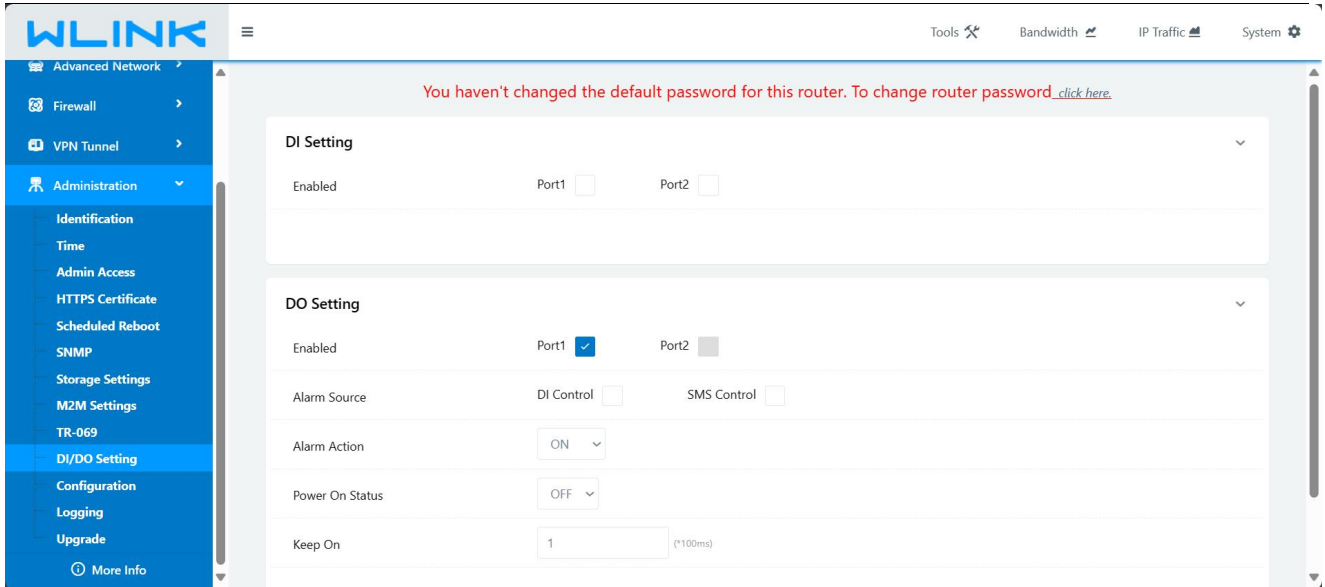 WLINK
Tools Bandwidth IP Traffic System
Advanced Network
Firewall
VPN Tunnel
Administration
Identification
Time
Admin Access
HTTPS Certificate
Scheduled Reboot
SNMP
Storage Settings
M2M Settings
TR-069
DI/DO Setting
Configuration
Logging
Upgrade
More Info
You haven't changed the default password for this router. To change router password click here.
DI Setting
Enabled Port1 Port2
DO Setting
Enabled Port1 Port2
Alarm Source DI Control SMS Control
Alarm Action ON
Power On Status OFF
Keep On 1 (*100ms)